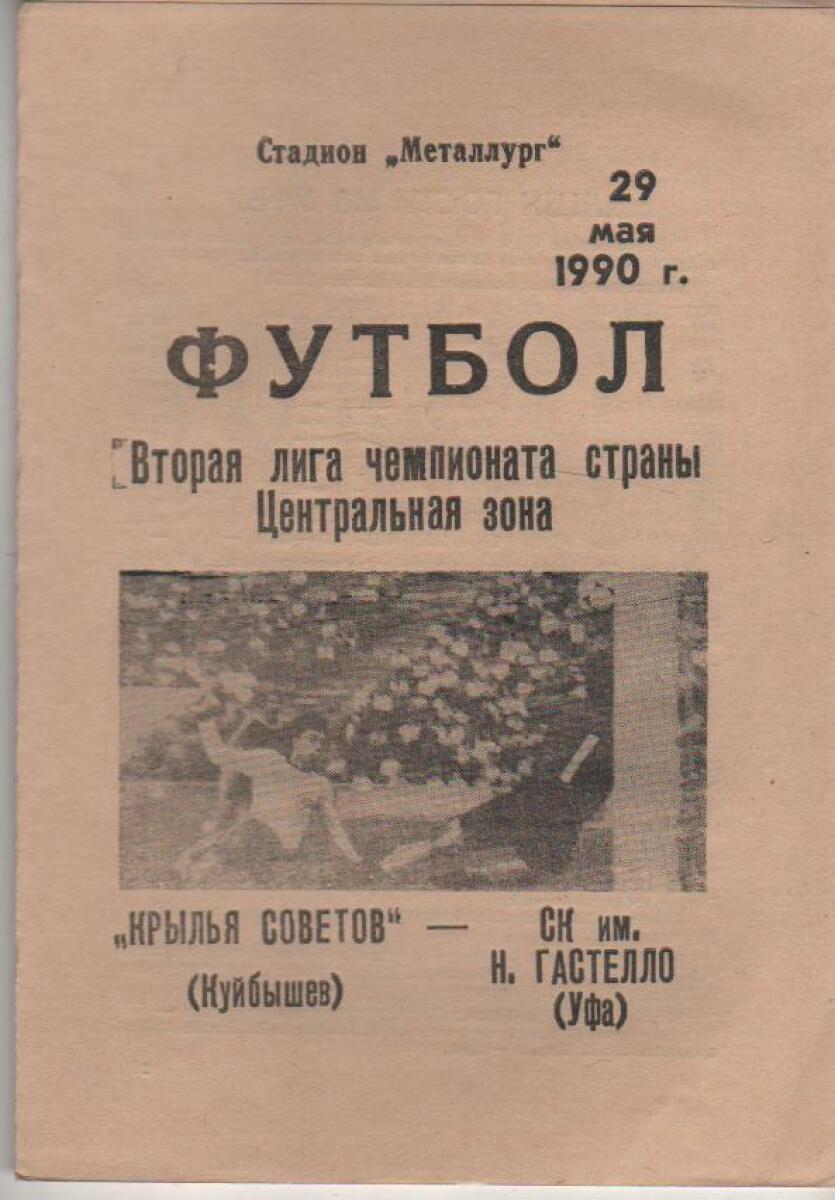 Стадион „Металлург“
29
мая
1990 г.
ФУТБОЛ
Вторая лига чемпионата страны
Центральная зона
„КРЫЛЬЯ СОВЕТОВ“ — СК им.
Н. ГАСТЕЛЛО
(Куйбышев)
(Уфа)